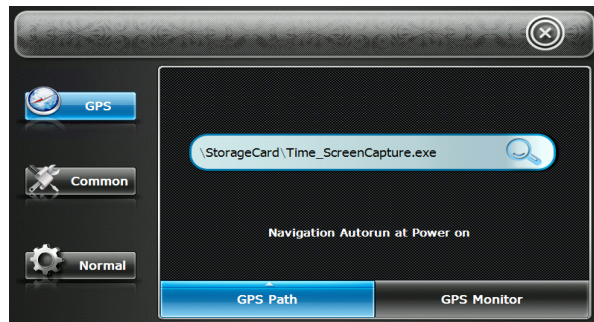 GPS
\StorageCard\Time_ScreenCapture.exe
Common
Navigation Autorun at Power on
Normal
GPS Path
GPS Monitor